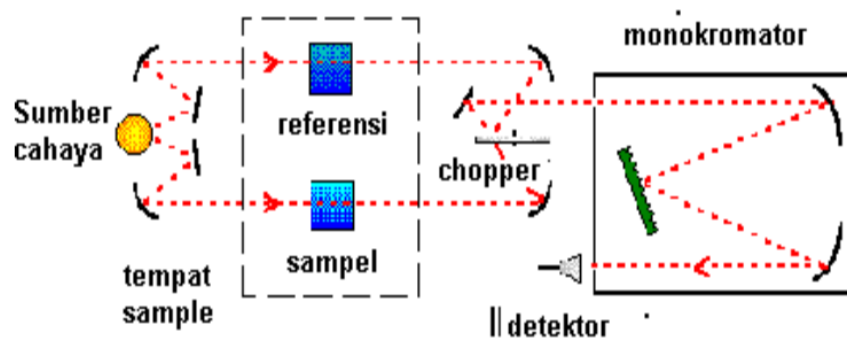 monokromator
Sumber
cahaya
referensi
chopper
sampel
tempat
sample
detektor